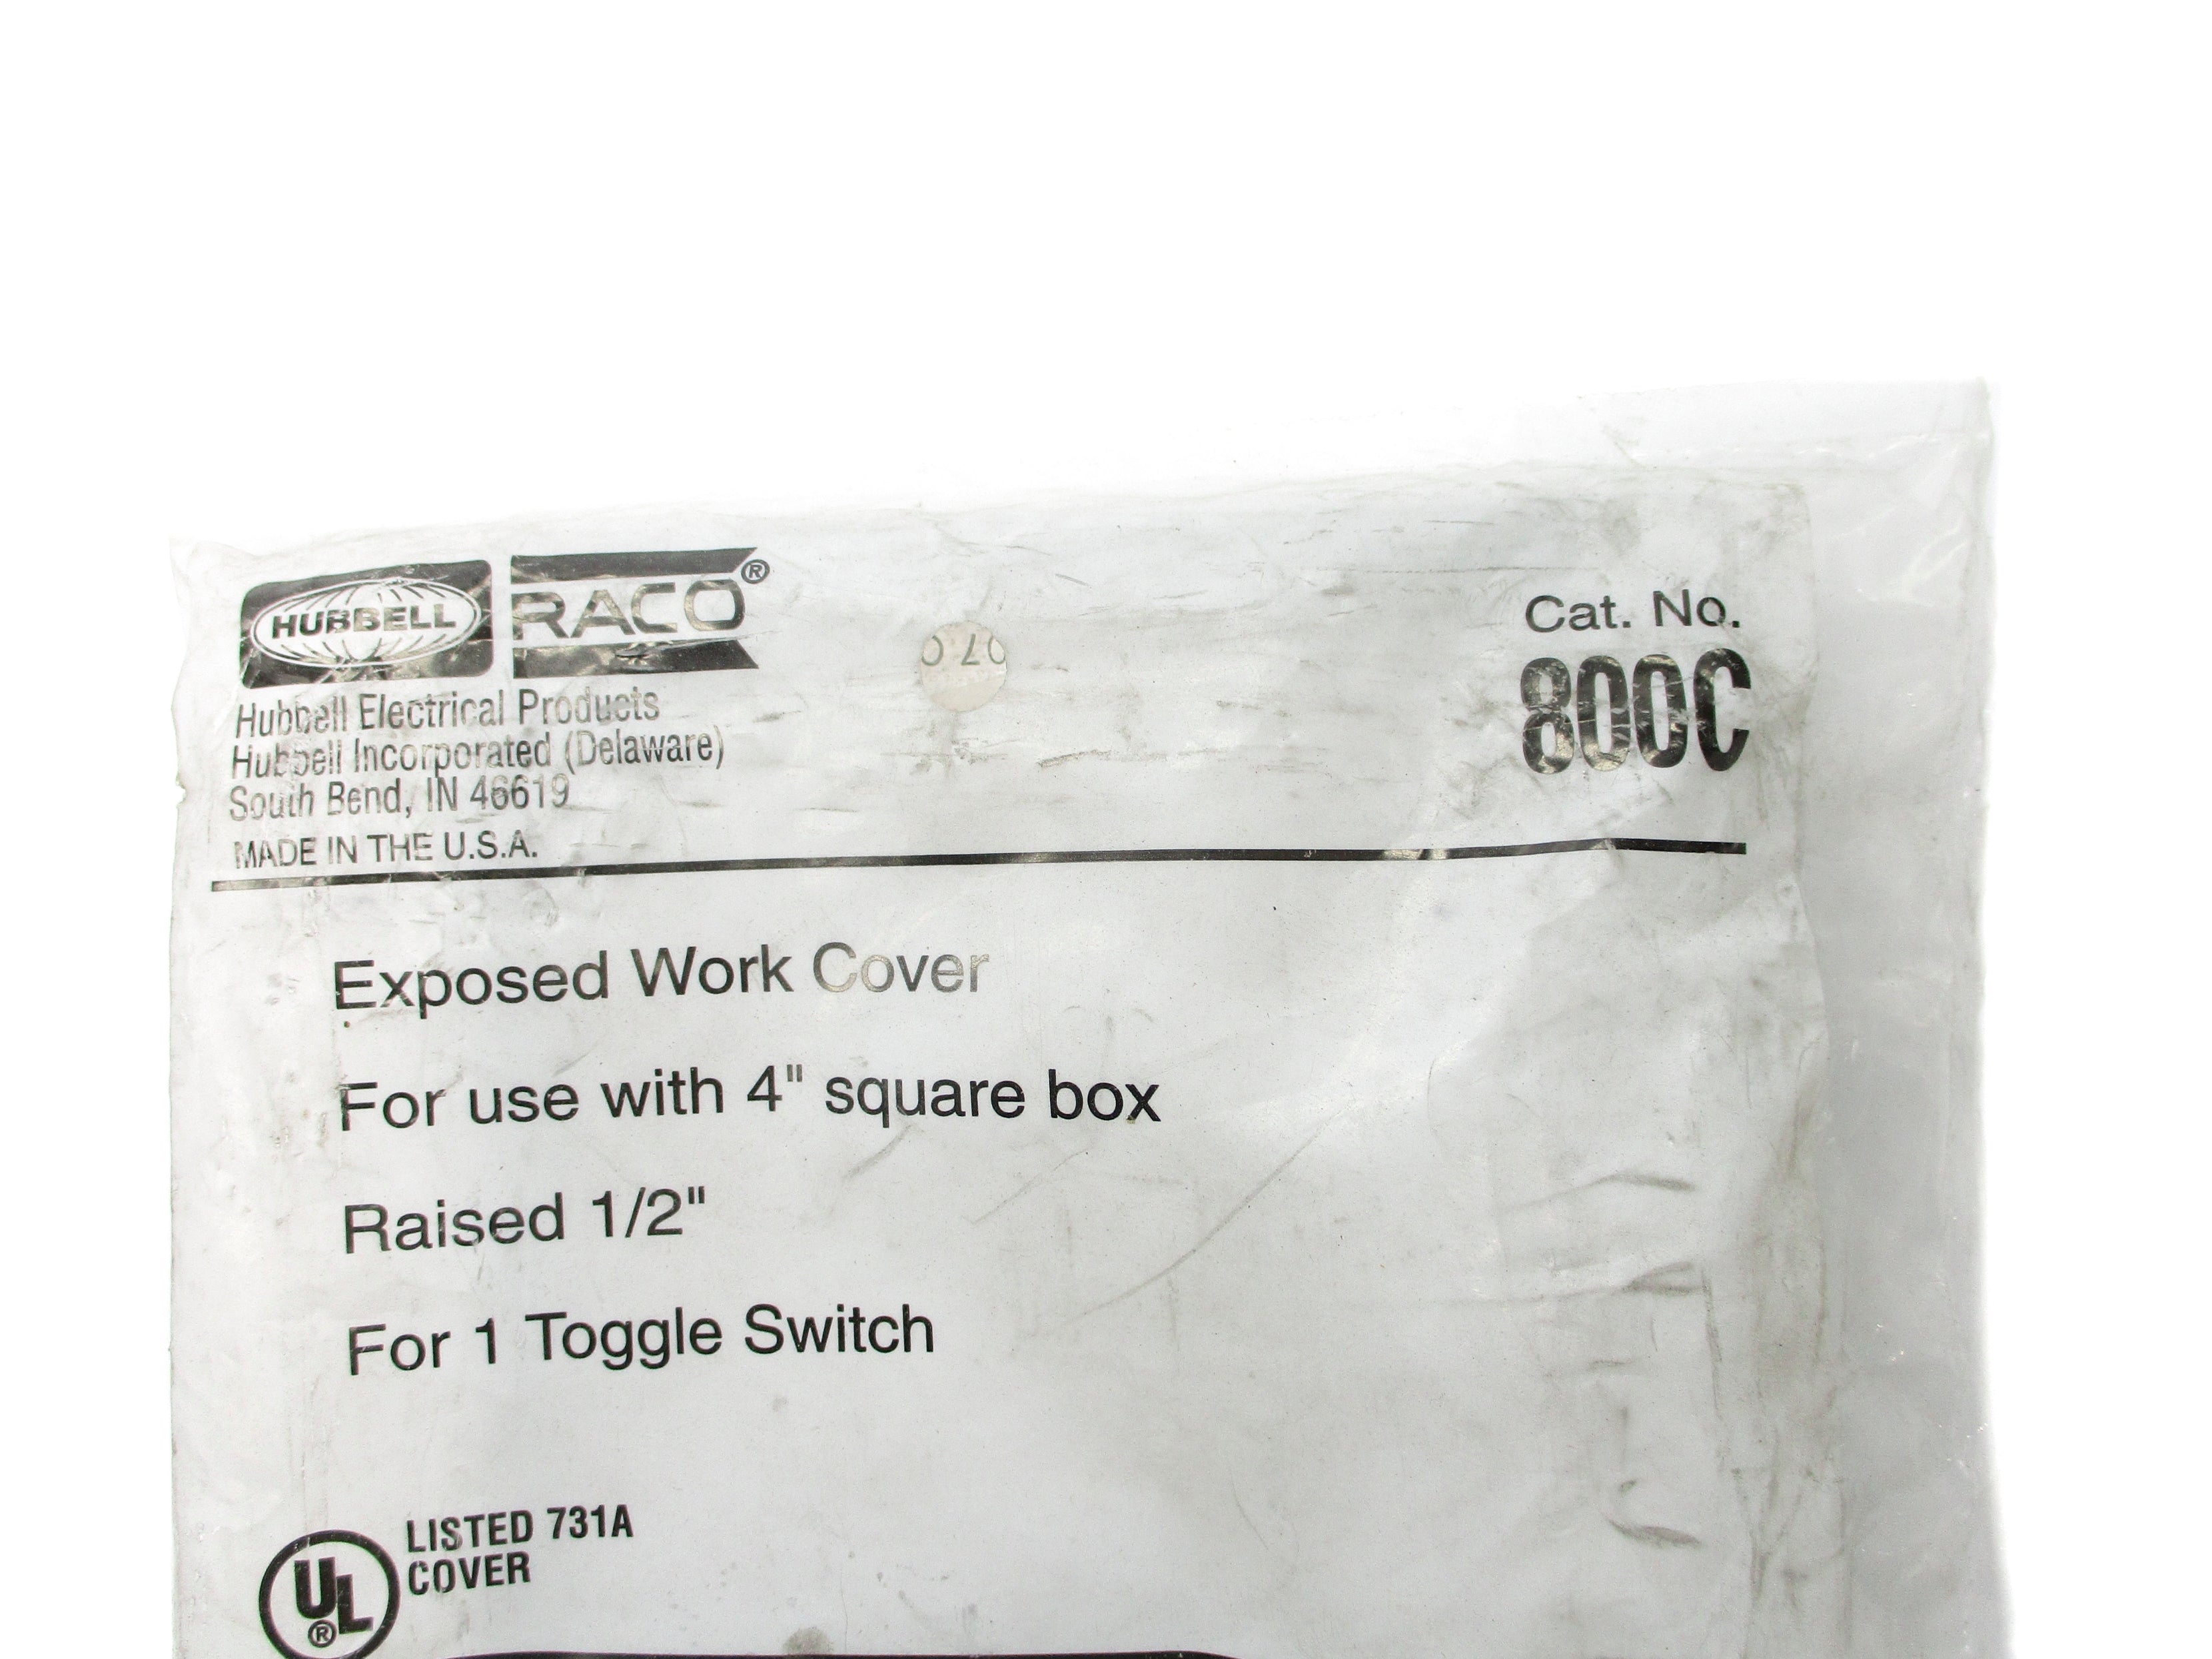 HUBBELL RACO®
Hubbell Electrical Products
Hubbell Incorporated (Delaware)
South Bend, IN 46619
MADE IN THE U.S.A.
Cat. No.
800C
Exposed Work Cover
For use with 4" square box
Raised 1/2"
For 1 Toggle Switch
UL®
LISTED 731A
COVER